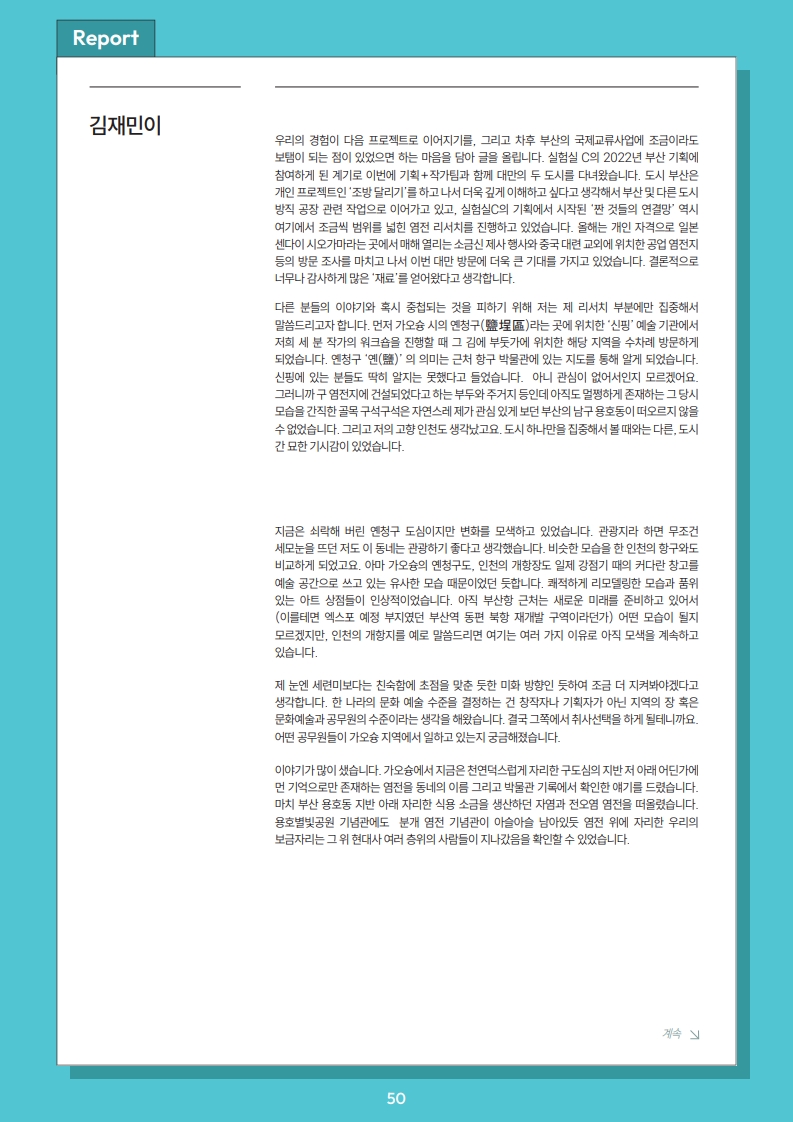 Report
김재민이
우리의 경험이 다음 프로젝트로 이어지기를, 그리고 차후 부산의 국제교류사업에 조금이라도
보탬이 되는 점이 있었으면 하는 마음을 담아 글을 올립니다. 실험실 C의 2022년 부산 기획에
참여하게 된 계기로 이번에 기획+작가팀과 함께 대만의 두 도시를 다녀왔습니다. 도시 부산은
개인 프로젝트인 ‘조방 달리기’를 하고 나서 더욱 깊게 이해하고 싶다고 생각해서 부산 및 다른 도시
방직 공장 관련 작업으로 이어가고 있고, 실험실C의 기획에서 시작된 ‘짠 것들의 연결망’ 역시
여기에서 조금씩 범위를 넓힌 염전 리서치를 진행하고 있었습니다. 올해는 개인 자격으로 일본
센다이 시오가마라는 곳에서 매해 열리는 소금신 제사 행사와 중국 대련 교외에 위치한 공업 염전지
등의 방문 조사를 마치고 나서 이번 대만 방문에 더욱 큰 기대를 가지고 있었습니다. 결론적으로
너무나 감사하게 많은 ‘재료’를 얻어왔다고 생각합니다.
다른 분들의 이야기와 혹시 중첩되는 것을 피하기 위해 저는 제 리서치 부분에만 집중해서
말씀드리고자 합니다. 먼저 가오슝 시의 옌청구(鹽埕區)라는 곳에 위치한 ‘신핑’ 예술 기관에서
저희 세 분 작가의 워크숍을 진행할 때 그 김에 부둣가에 위치한 해당 지역을 수차례 방문하게
되었습니다. 옌청구 ‘옌(鹽)’ 의 의미는 근처 항구 박물관에 있는 지도를 통해 알게 되었습니다.
신핑에 있는 분들도 딱히 알지는 못했다고 들었습니다. 아니 관심이 없어서인지 모르겠어요.
그러니까 구 염전지에 건설되었다고 하는 부두와 주거지 등인데 아직도 멀쩡하게 존재하는 그 당시
모습을 간직한 골목 구석구석은 자연스레 제가 관심 있게 보던 부산의 남구 용호동이 떠오르지 않을
수 없었습니다. 그리고 저의 고향 인천도 생각났고요. 도시 하나만을 집중해서 볼 때와는 다른, 도시
간 묘한 기시감이 있었습니다.
지금은 쇠락해 버린 옌청구 도심이지만 변화를 모색하고 있었습니다. 관광지라 하면 무조건
세모눈을 뜨던 저도 이 동네는 관광하기 좋다고 생각했습니다. 비슷한 모습을 한 인천의 항구와도
비교하게 되었고요. 아마 가오슝의 옌청구도, 인천의 개항장도 일제 강점기 때의 커다란 창고를
예술 공간으로 쓰고 있는 유사한 모습 때문이었던 듯합니다. 쾌적하게 리모델링한 모습과 품위
있는 아트 상점들이 인상적이었습니다. 아직 부산항 근처는 새로운 미래를 준비하고 있어서
(이를테면 엑스포 예정 부지였던 부산역 동편 북항 재개발 구역이라던가) 어떤 모습이 될지
모르겠지만, 인천의 개항지를 예로 말씀드리면 여기는 여러 가지 이유로 아직 모색을 계속하고
있습니다.
제 눈엔 세련미보다는 친숙함에 초점을 맞춘 듯한 미화 방향인 듯하여 조금 더 지켜봐야겠다고
생각합니다. 한 나라의 문화 예술 수준을 결정하는 건 창작자나 기획자가 아닌 지역의 장 혹은
문화예술과 공무원의 수준이라는 생각을 해왔습니다. 결국 그쪽에서 취사선택을 하게 될테니까요.
어떤 공무원들이 가오슝 지역에서 일하고 있는지 궁금해졌습니다.
이야기가 많이 샜습니다. 가오슝에서 지금은 천연덕스럽게 자리한 구도심의 지반 저 아래 어딘가에
먼 기억으로만 존재하는 염전을 동네의 이름 그리고 박물관 기록에서 확인한 얘기를 드렸습니다.
마치 부산 용호동 지반 아래 자리한 식용 소금을 생산하던 자염과 전오염 염전을 떠올렸습니다.
용호별빛공원 기념관에도 분개 염전 기념관이 아슬아슬 남아있듯 염전 위에 자리한 우리의
보금자리는 그 위 현대사 여러 층위의 사람들이 지나갔음을 확인할 수 있었습니다.
계속
50